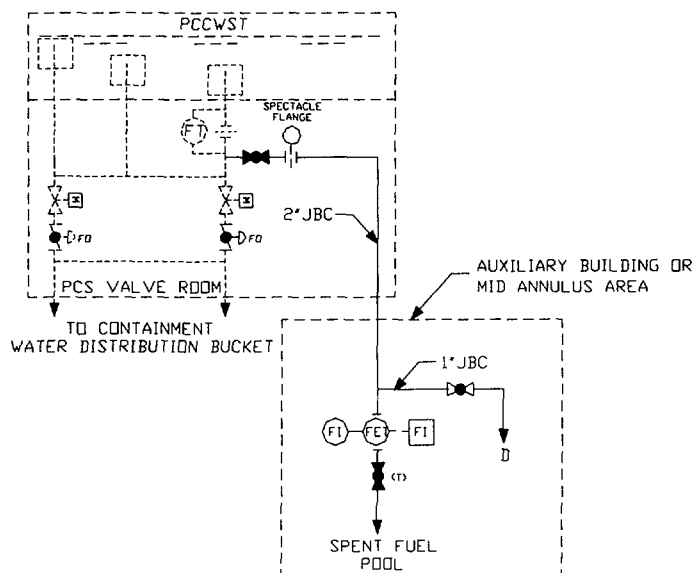 PCCWST
SPECTACLE
FLANGE
FT
M
M
FO
FO
2"JBC
PCS VALVE ROOM
AUXILIARY BUILDING OR
MID ANNULUS AREA
TO CONTAINMENT
WATER DISTRIBUTION BUCKET
1"JBC
FI
FET
FI
D
(T)
SPENT FUEL
POOL